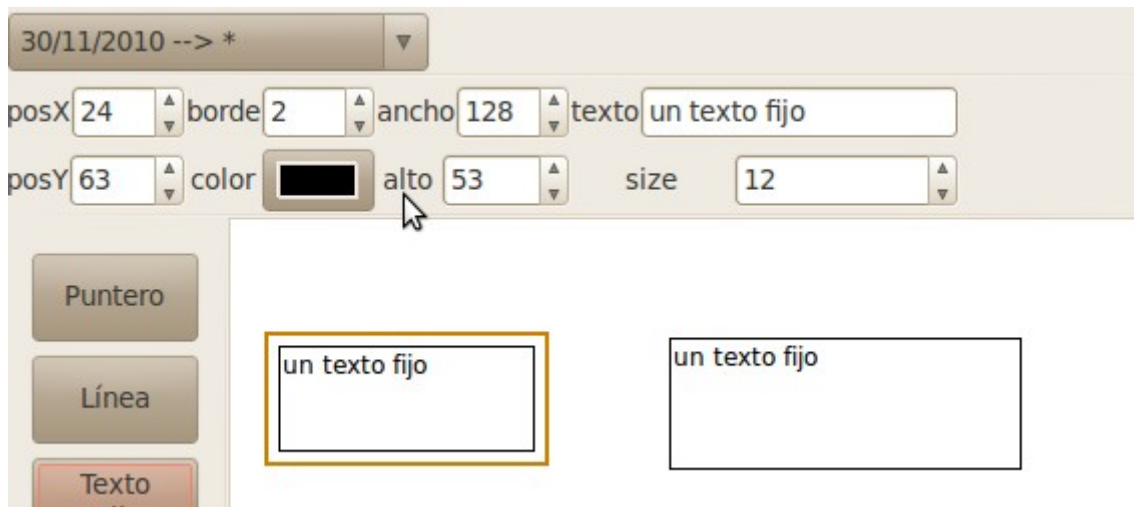 30/11/2010 --> *
posX 24 borde 2 ancho 128 texto un texto fijo
posY 63 color alto 53 size 12
Puntero
un texto fijo un texto fijo
Línea
Texto